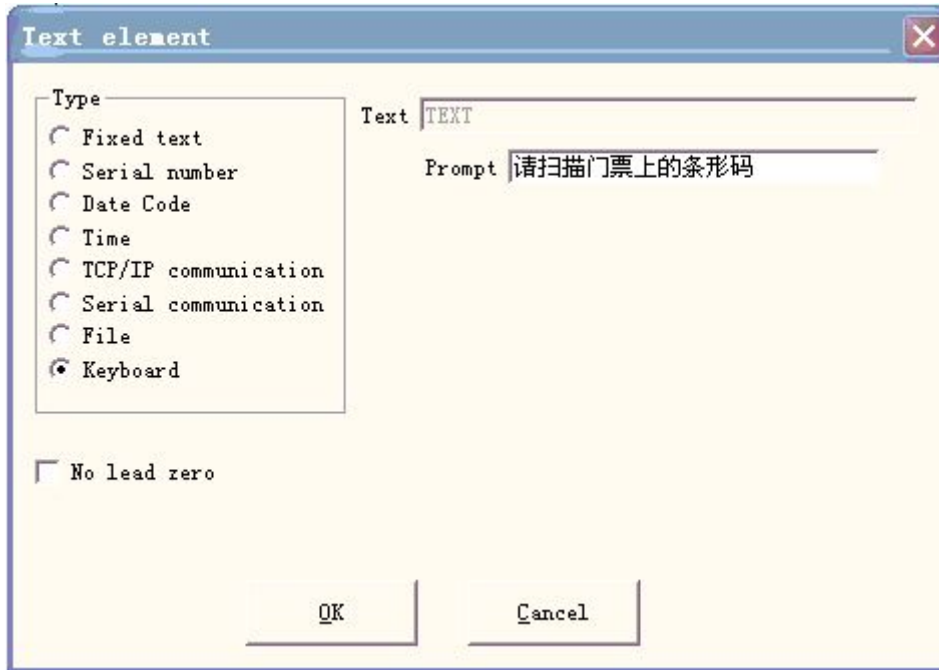 Text element
Type
Fixed text
Serial number
Date Code
Time
TCP/IP communication
Serial communication
File
Keyboard
Text TEXT
Prompt 请扫描门票上的条形码
No lead zero
OK
Cancel